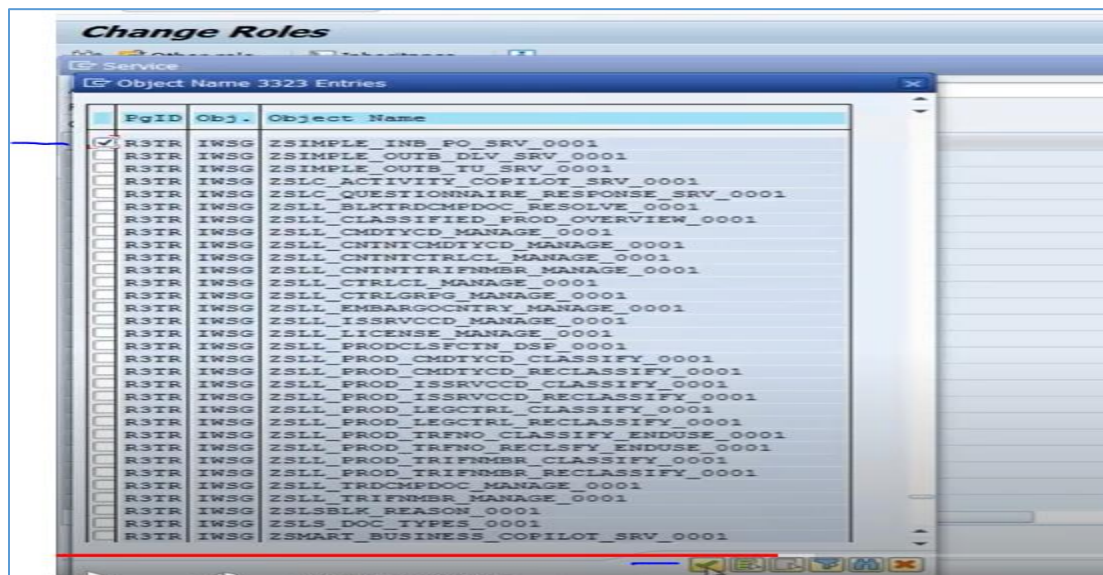 Change Roles
Other role
Service
Object Name 3323 Entries
PgID Obj. Object Name
R3TR IWSG ZSIMPLE_INB_PO_SRV_0001
R3TR IWSG ZSIMPLE_OUTB_DLV_SRV_0001
R3TR IWSG ZSIMPLE_OUTB_TU_SRV_0001
R3TR IWSG ZSLC_ACTIVITY_COPILOT_SRV_0001
R3TR IWSG ZSLC_QUESTIONNAIRE_RESPONSE_SRV_0001
R3TR IWSG ZSLL_BLKTRDCMPDOC_RESOLVE_0001
R3TR IWSG ZSLL_CLASSIFIED_PROD_OVERVIEW_0001
R3TR IWSG ZSLL_CMDTYCD_MANAGE_0001
R3TR IWSG ZSLL_CNTNTCMDTYCD_MANAGE_0001
R3TR IWSG ZSLL_CNTNTCTRLCL_MANAGE_0001
R3TR IWSG ZSLL_CNTNTTRIFNMBR_MANAGE_0001
R3TR IWSG ZSLL_CTRLCL_MANAGE_0001
R3TR IWSG ZSLL_CTRLGRPG_MANAGE_0001
R3TR IWSG ZSLL_EMBARGOCNTRY_MANAGE_0001
R3TR IWSG ZSLL_ISSRVCCD_MANAGE_0001
R3TR IWSG ZSLL_LICENSE_MANAGE_0001
R3TR IWSG ZSLL_PRODCLSFCTN_DSP_0001
R3TR IWSG ZSLL_PROD_CMDTYCD_CLASSIFY_0001
R3TR IWSG ZSLL_PROD_CMDTYCD_RECLASSIFY_0001
R3TR IWSG ZSLL_PROD_ISSRVCCD_CLASSIFY_0001
R3TR IWSG ZSLL_PROD_ISSRVCCD_RECLASSIFY_0001
R3TR IWSG ZSLL_PROD_LEGCTRL_CLASSIFY_0001
R3TR IWSG ZSLL_PROD_LEGCTRL_RECLASSIFY_0001
R3TR IWSG ZSLL_PROD_TRFNO_CLASSIFY_ENDUSE_0001
R3TR IWSG ZSLL_PROD_TRFNO_RECLSFY_ENDUSE_0001
R3TR IWSG ZSLL_PROD_TRIFNMBR_CLASSIFY_0001
R3TR IWSG ZSLL_PROD_TRIFNMBR_RECLASSIFY_0001
R3TR IWSG ZSLL_TRDCMPDOC_MANAGE_0001
R3TR IWSG ZSLL_TRIFNMBR_MANAGE_0001
R3TR IWSG ZSLSBLK_REASON_0001
R3TR IWSG ZSLS_DOC_TYPES_0001
R3TR IWSG ZSMART_BUSINESS_COPILOT_SRV_0001